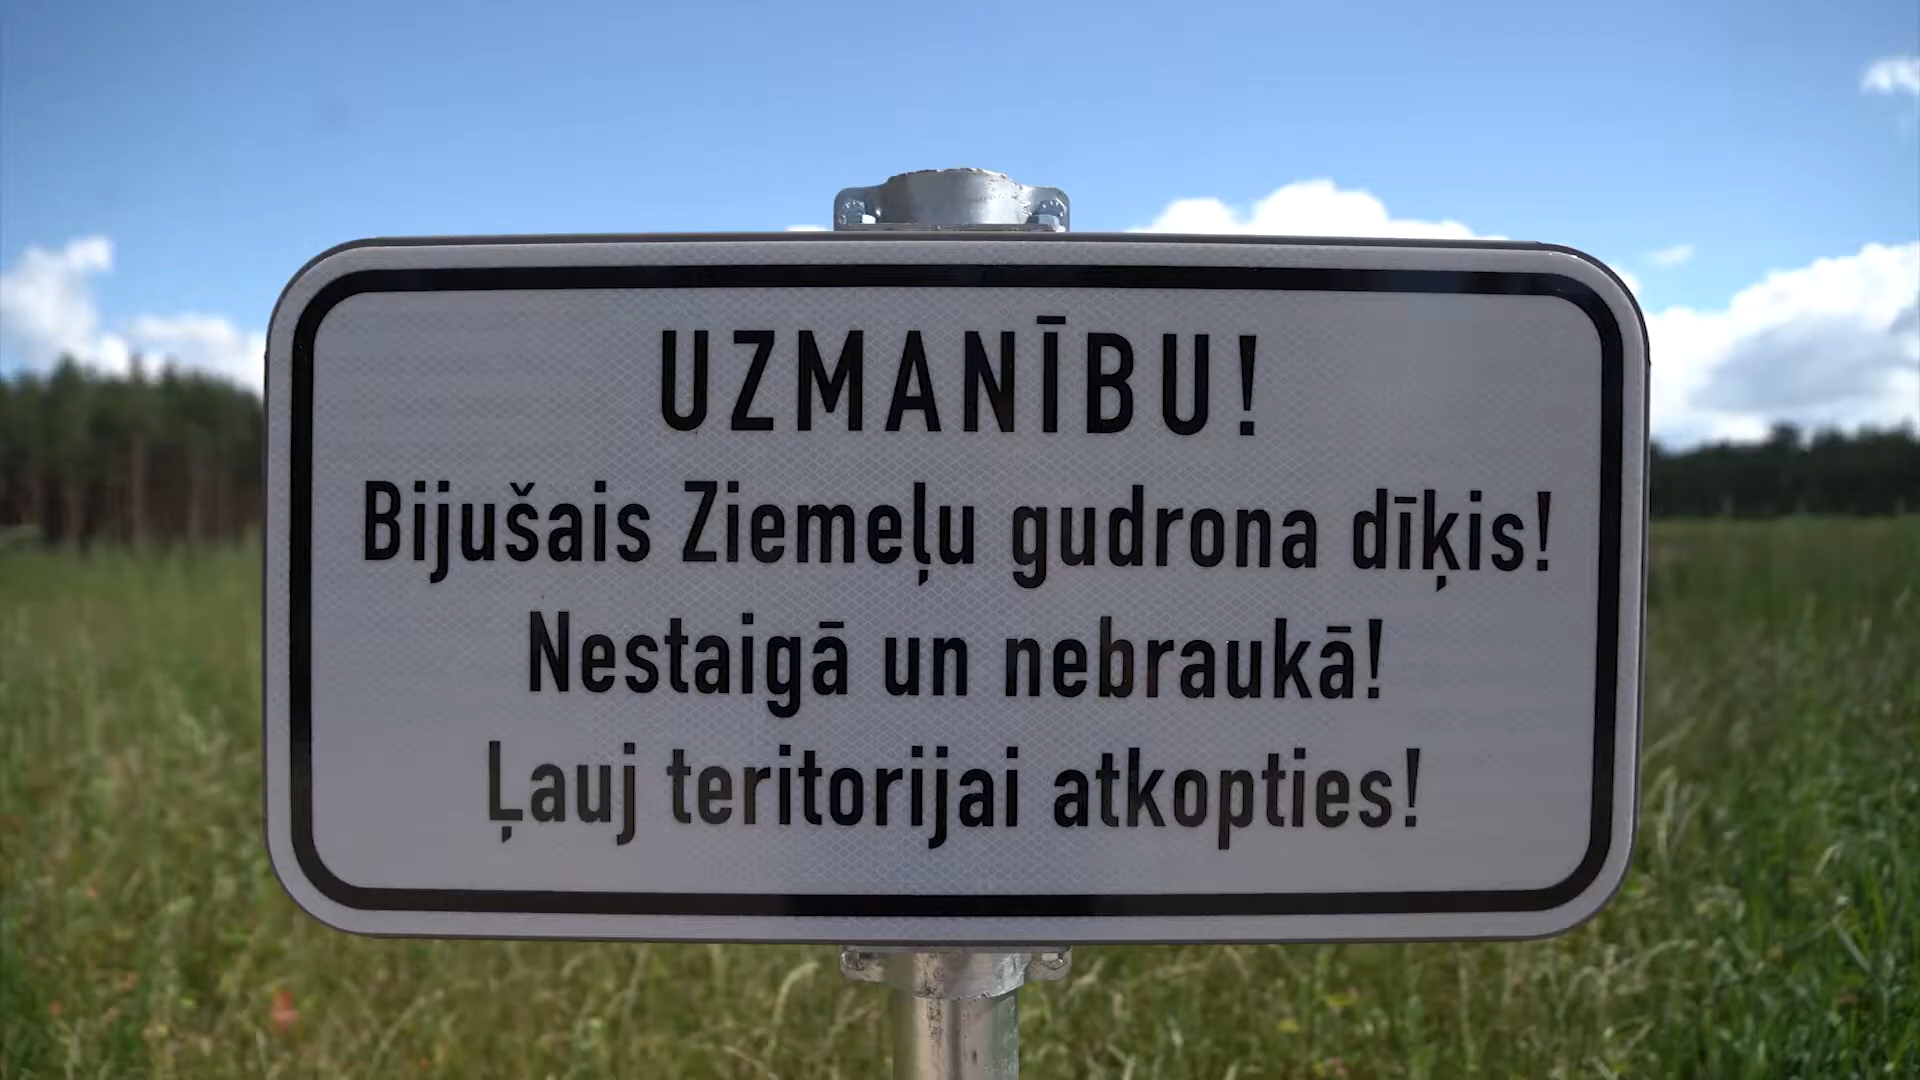 UZMANĪBU!
Bijušais Ziemeļu gudrona dīķis!
Nestaigā un nebraukā!
Ļauj teritorijai atkopties!